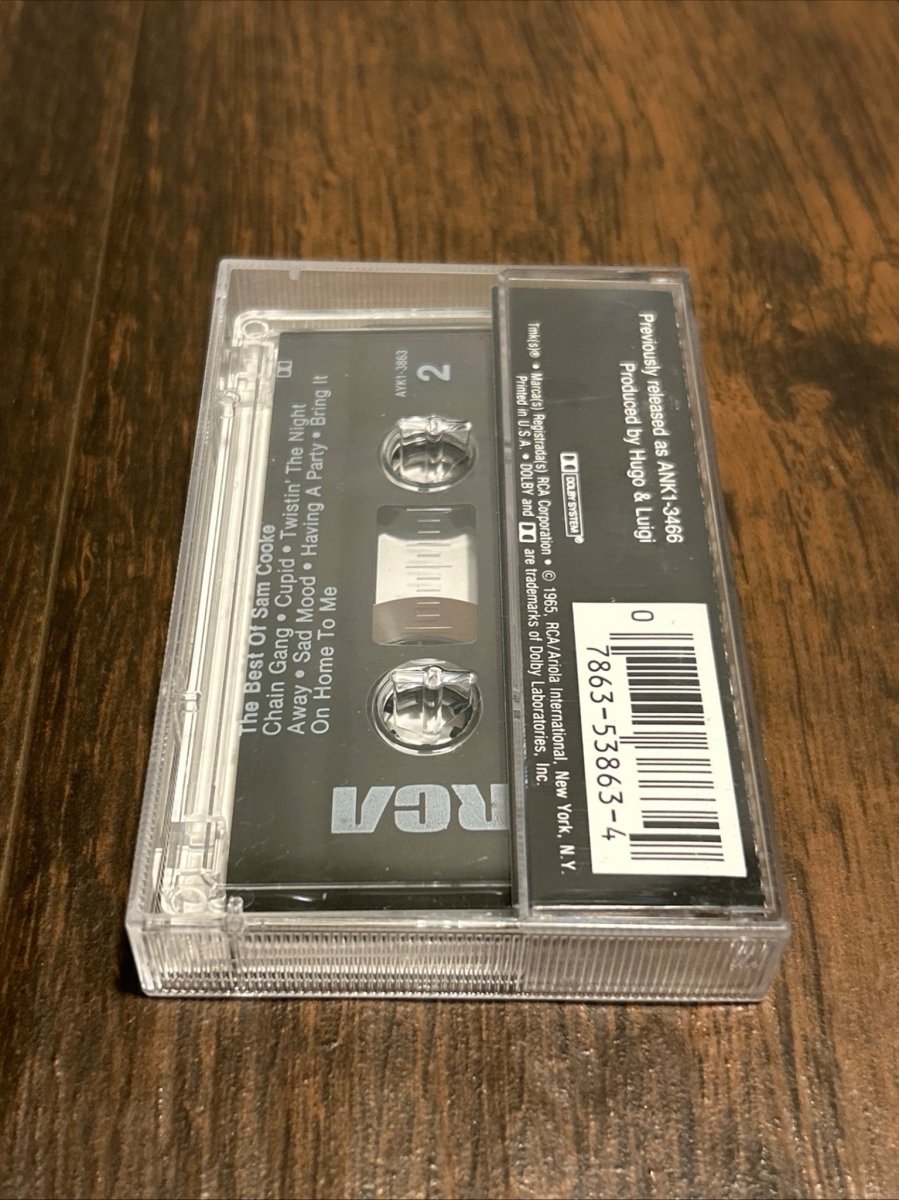 The Best Of Sam Cooke
Chain Gang • Cupid • Twistin' The Night
Away • Sad Mood • Having A Party • Bring It
On Home To Me
AYK1-3863
2
RCA
Previously released as ANK1-3466
Produced by Hugo & Luigi
DOLBY SYSTEM®
Tmk(s)® • Marca(s) Registrada(s) RCA Corporation • © 1965, RCA/Ariola International, New York, N.Y.
Printed in U.S.A. • DOLBY and are trademarks of Dolby Laboratories, Inc.
0 7863-53863-4